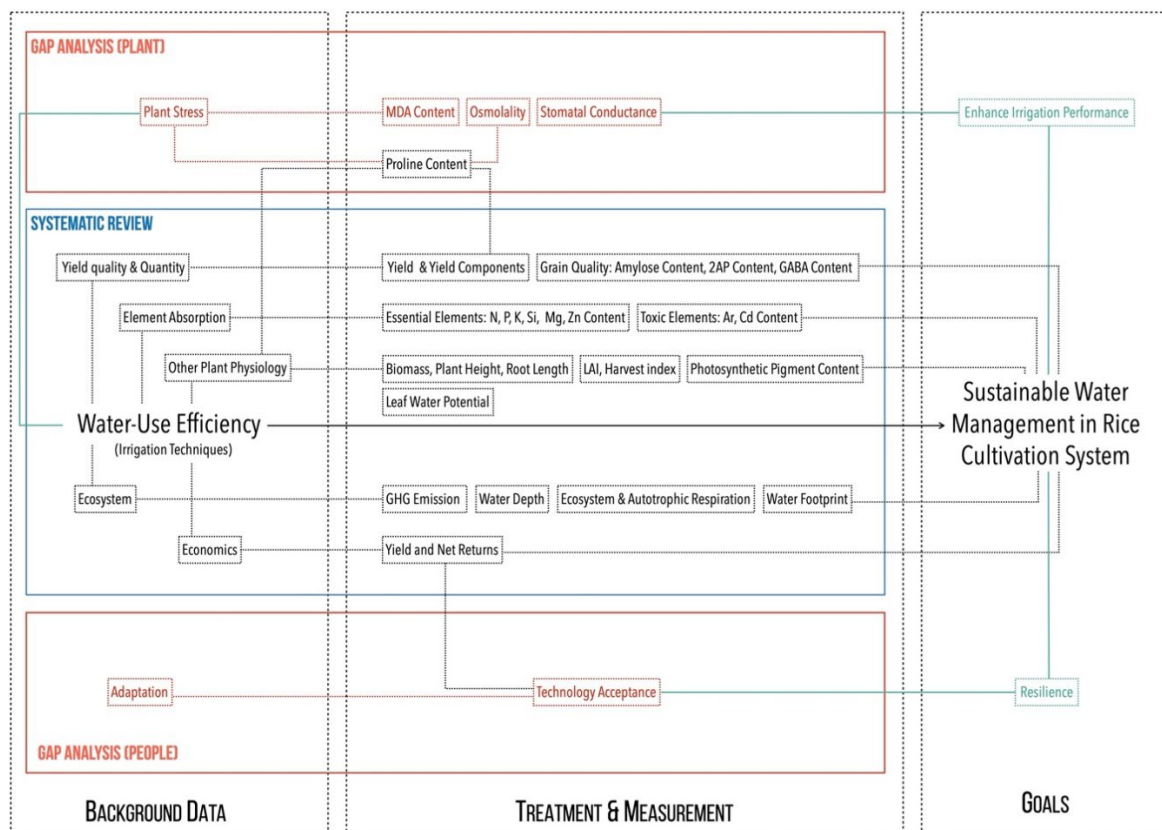 GAP ANALYSIS (PLANT)
Plant Stress
MDA Content
Osmolality
Stomatal Conductance
Enhance Irrigation Performance
Proline Content
SYSTEMATIC REVIEW
Yield quality & Quantity
Yield & Yield Components
Grain Quality: Amylose Content, 2AP Content, GABA Content
Element Absorption
Essential Elements: N, P, K, Si, Mg, Zn Content
Toxic Elements: Ar, Cd Content
Other Plant Physiology
Biomass, Plant Height, Root Length
LAI, Harvest index
Photosynthetic Pigment Content
Leaf Water Potential
Water-Use Efficiency
(Irrigation Techniques)
Sustainable Water
Management in Rice
Cultivation System
Ecosystem
GHG Emission
Water Depth
Ecosystem & Autotrophic Respiration
Water Footprint
Economics
Yield and Net Returns
Adaptation
Technology Acceptance
Resilience
GAP ANALYSIS (PEOPLE)
BACKGROUND DATA
TREATMENT & MEASUREMENT
GOALS